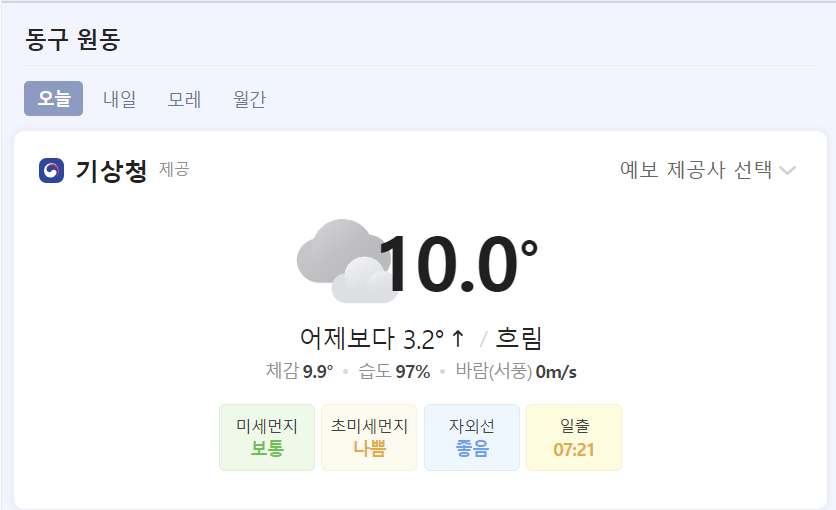 동구 원동
오늘 내일 모레 월간
기상청 제공 예보 제공사 선택
10.0°
어제보다 3.2° ↑ / 흐림
체감 9.9° • 습도 97% • 바람(서풍) 0m/s
미세먼지 초미세먼지 자외선 일출
보통 나쁨 좋음 07:21